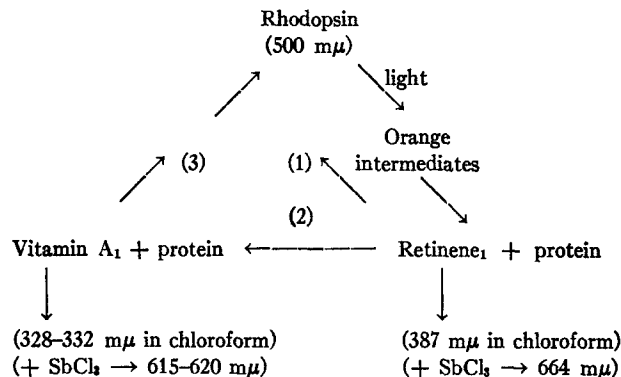 Rhodopsin
(500 mμ)
light
Orange
intermediates
(3)
(1)
(2)
Vitamin A₁ + protein
Retinene₁ + protein
(328–332 mμ in chloroform)
(+ SbCl₃ → 615–620 mμ)
(387 mμ in chloroform)
(+ SbCl₃ → 664 mμ)